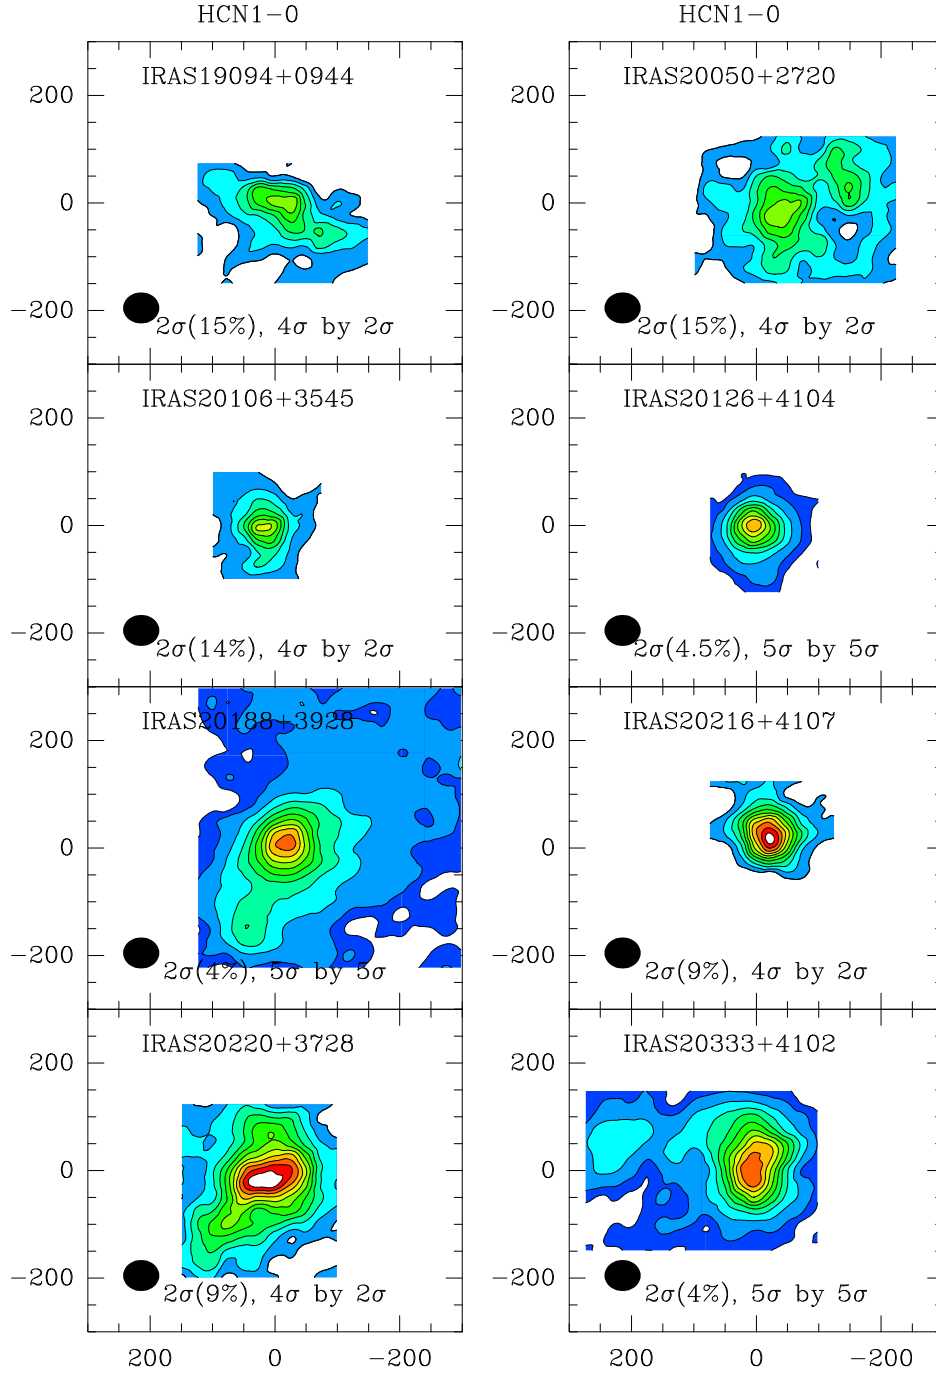 HCN1-0 HCN1-0
IRAS19094+0944 IRAS20050+2720
200 200
0 0
-200 -200
2σ(15%), 4σ by 2σ 2σ(15%), 4σ by 2σ
IRAS20106+3545 IRAS20126+4104
200 200
0 0
-200 -200
2σ(14%), 4σ by 2σ 2σ(4.5%), 5σ by 5σ
IRAS20188+3928 IRAS20216+4107
200 200
0 0
-200 -200
2σ(4%), 5σ by 5σ 2σ(9%), 4σ by 2σ
IRAS20220+3728 IRAS20333+4102
200 200
0 0
-200 -200
2σ(9%), 4σ by 2σ 2σ(4%), 5σ by 5σ
200 0 -200 200 0 -200